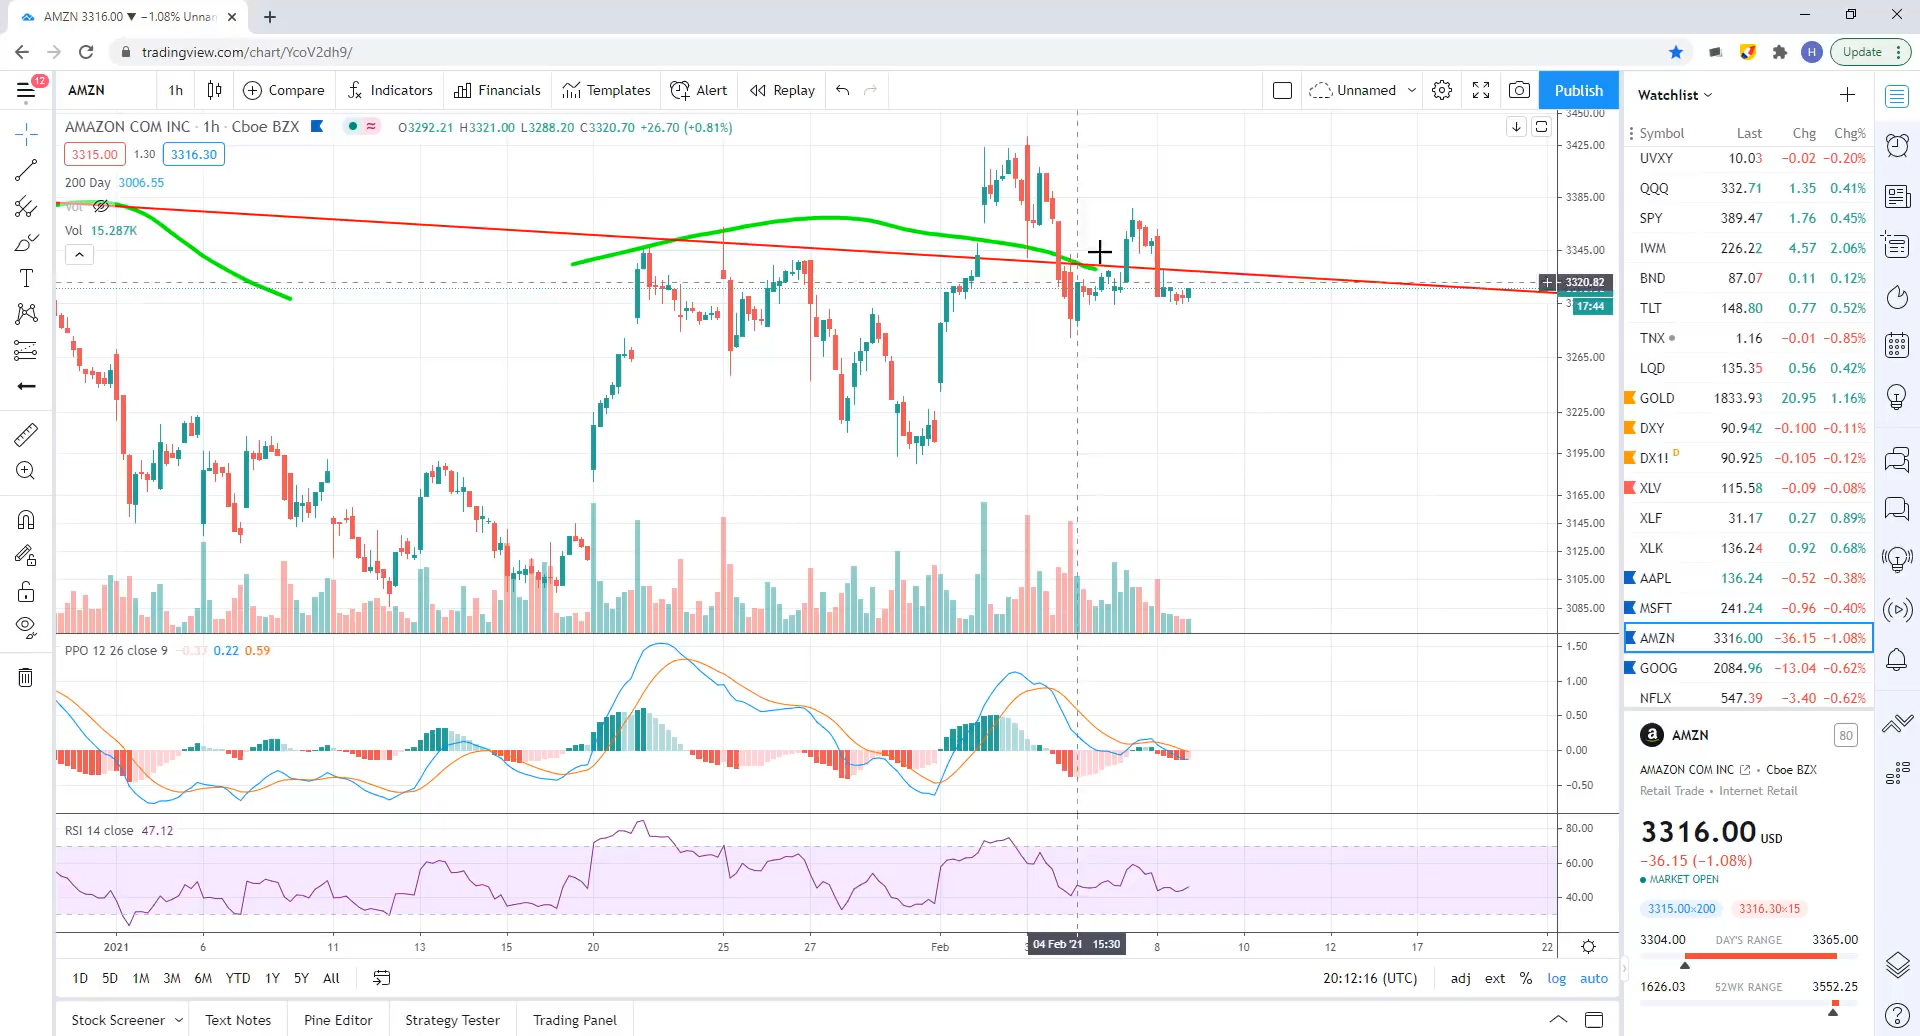 AMZN 3316.00 ▼ −1.08% Unnan
tradingview.com/chart/YcoV2dh9/
H
Update
12
AMZN
1h
Compare
Indicators
Financials
Templates
Alert
Replay
Unnamed
Publish
AMAZON COM INC · 1h · Cboe BZX
O3292.21 H3321.00 L3288.20 C3320.70 +26.70 (+0.81%)
3315.00 1.30 3316.30
200 Day 3006.55
Vol
Vol 15.287K
3450.00
3425.00
3385.00
3345.00
3320.82
17:44
3265.00
3225.00
3195.00
3165.00
3145.00
3125.00
3105.00
3085.00
PPO 12 26 close 9 −0.37 0.22 0.59
1.50
1.00
0.50
0.00
−0.50
RSI 14 close 47.12
80.00
60.00
40.00
2021 6 11 13 15 20 25 27 Feb 3 04 Feb '21 15:30 8 10 12 17 22
1D 5D 1M 3M 6M YTD 1Y 5Y All
20:12:16 (UTC) adj ext % log auto
Stock Screener Text Notes Pine Editor Strategy Tester Trading Panel
Watchlist
Symbol Last Chg Chg%
UVXY 10.03 −0.02 −0.20%
QQQ 332.71 1.35 0.41%
SPY 389.47 1.76 0.45%
IWM 226.22 4.57 2.06%
BND 87.07 0.11 0.12%
TLT 148.80 0.77 0.52%
TNX 1.16 −0.01 −0.85%
LQD 135.35 0.56 0.42%
GOLD 1833.93 20.95 1.16%
DXY 90.942 −0.100 −0.11%
DX1! D 90.925 −0.105 −0.12%
XLV 115.58 −0.09 −0.08%
XLF 31.17 0.27 0.89%
XLK 136.24 0.92 0.68%
AAPL 136.24 −0.52 −0.38%
MSFT 241.24 −0.96 −0.40%
AMZN 3316.00 −36.15 −1.08%
GOOG 2084.96 −13.04 −0.62%
NFLX 547.39 −3.40 −0.62%
AMZN 80
AMAZON COM INC • Cboe BZX
Retail Trade • Internet Retail
3316.00 USD
−36.15 (−1.08%)
MARKET OPEN
3315.00×200 3316.30×15
3304.00 DAY'S RANGE 3365.00
1626.03 52WK RANGE 3552.25